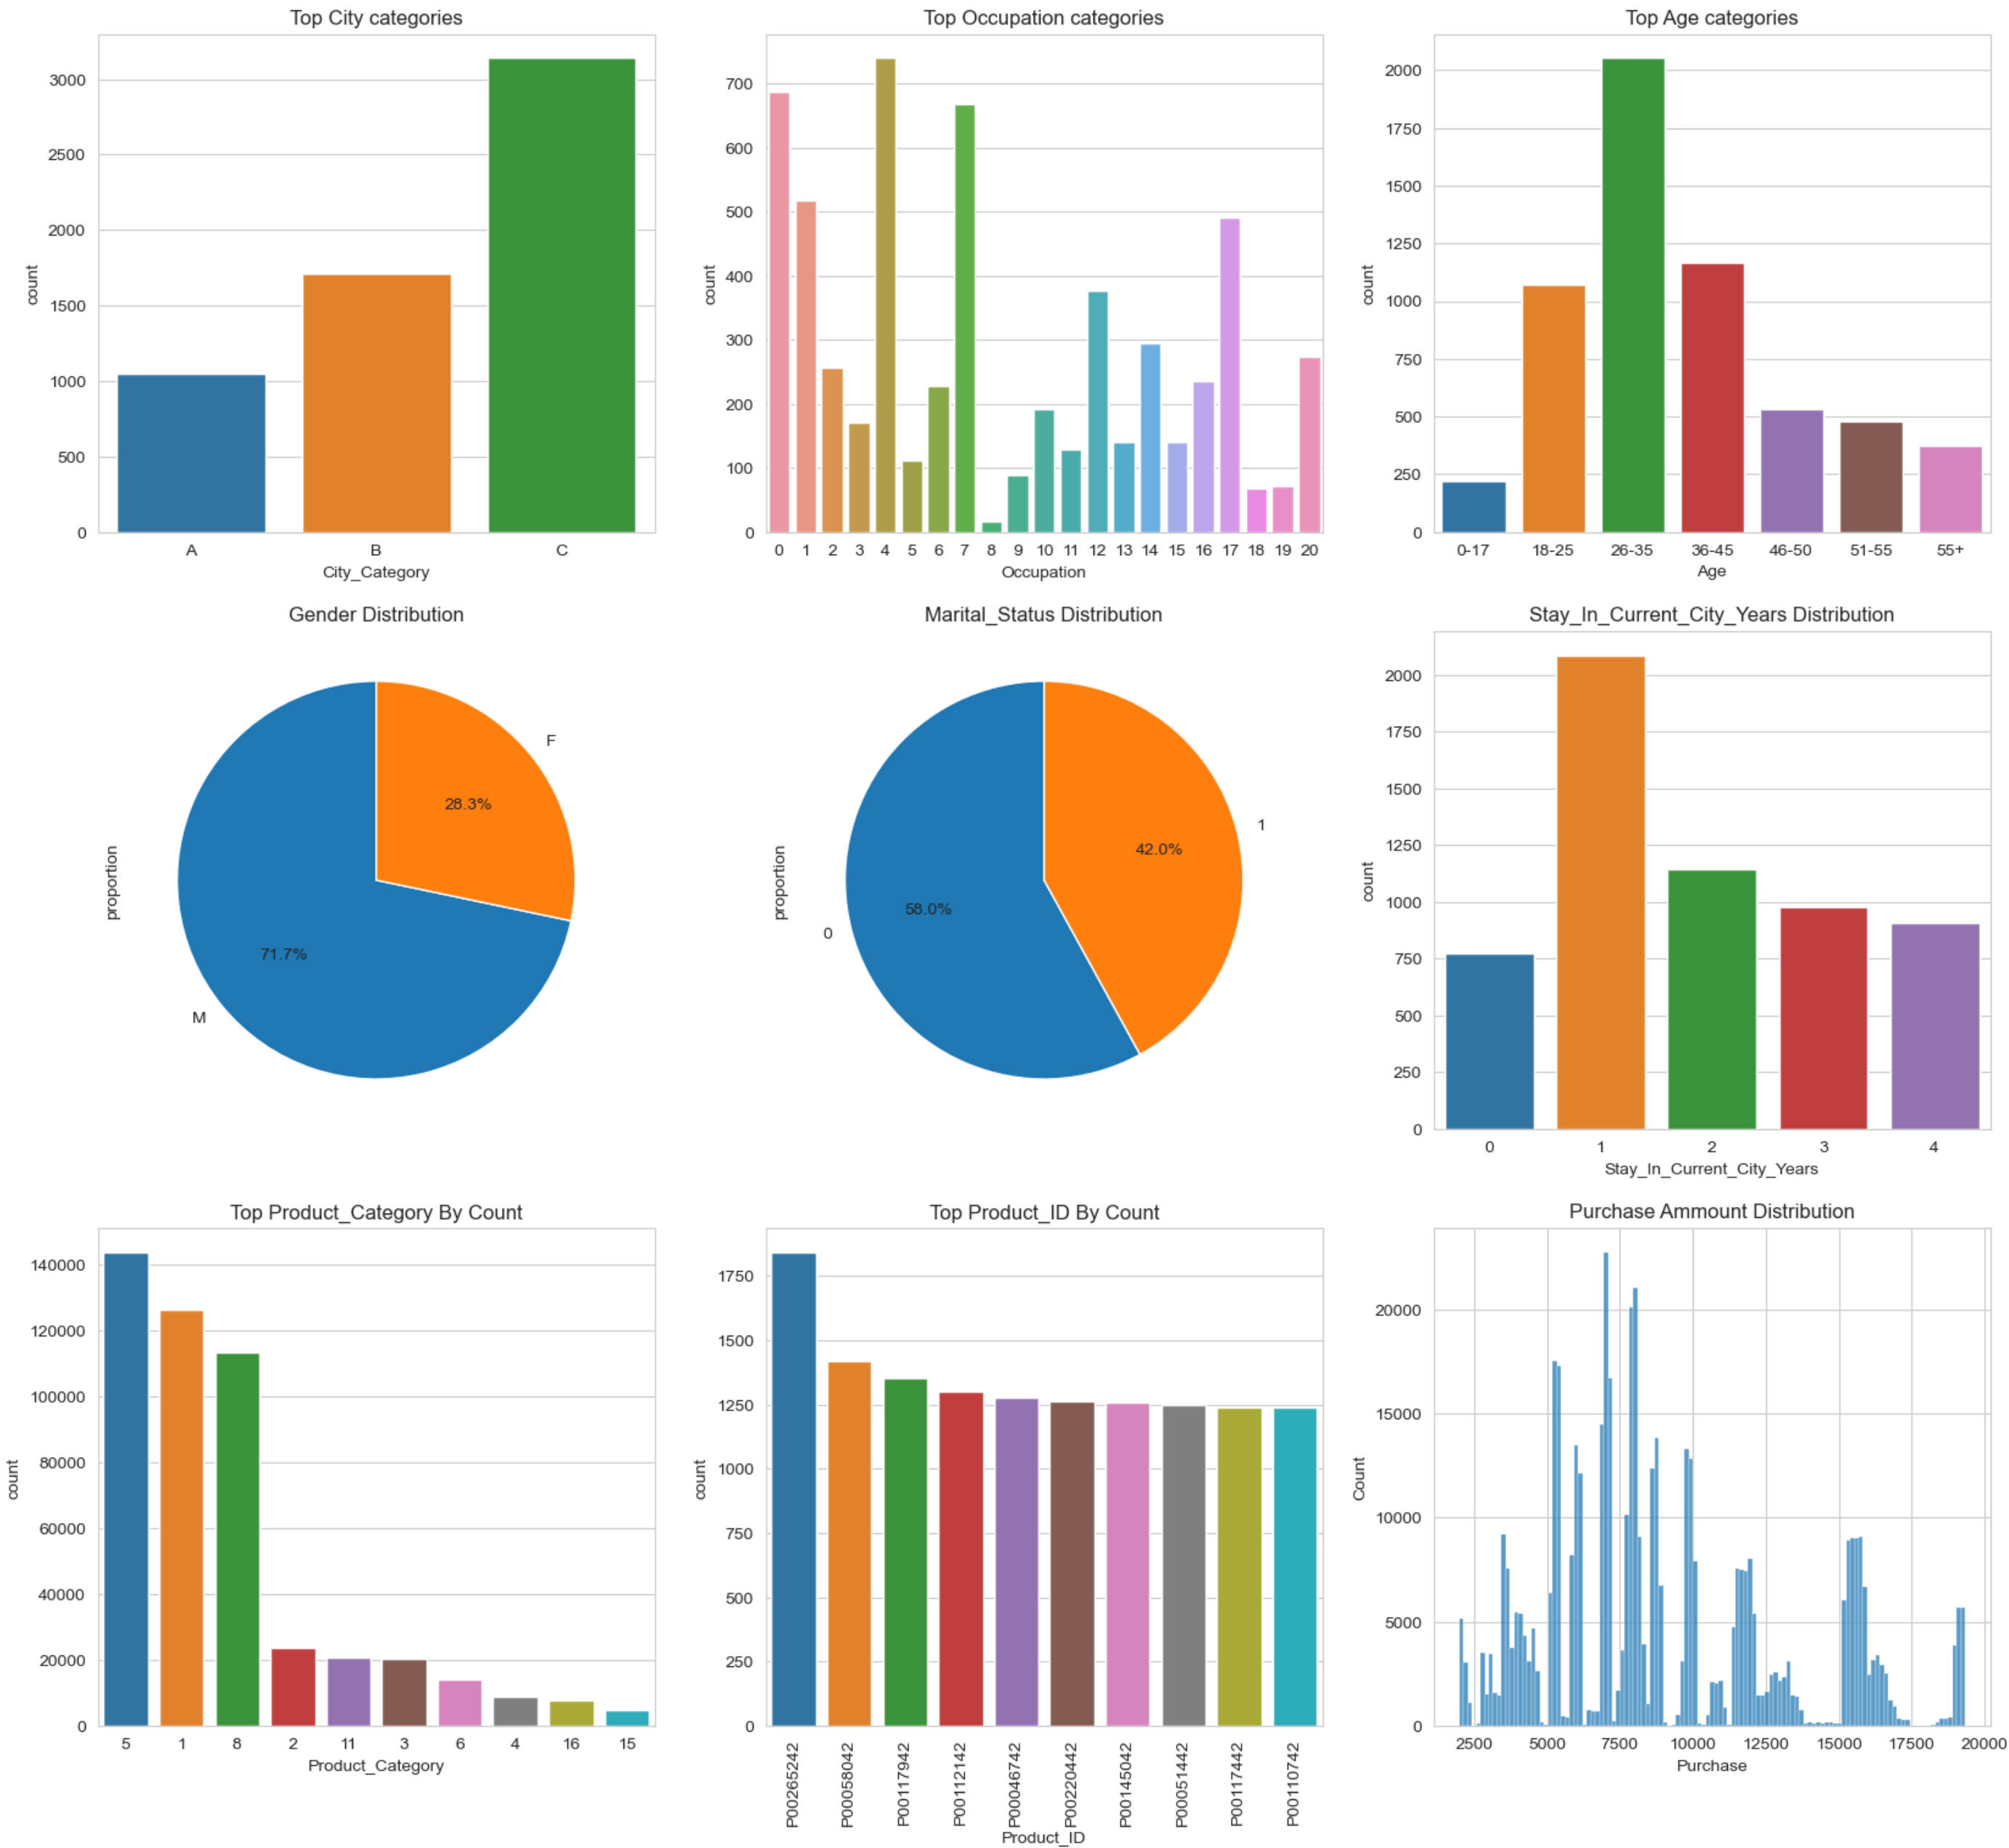 Top City categories
3000
2500
2000
1500
1000
500
0
count
A B C
City_Category
Top Occupation categories
700
600
500
400
300
200
100
0
count
0 1 2 3 4 5 6 7 8 9 10 11 12 13 14 15 16 17 18 19 20
Occupation
Top Age categories
2000
1750
1500
1250
1000
750
500
250
0
count
0-17 18-25 26-35 36-45 46-50 51-55 55+
Age
Gender Distribution
proportion
F
28.3%
71.7%
M
Marital_Status Distribution
proportion
1
42.0%
58.0%
0
Stay_In_Current_City_Years Distribution
2000
1750
1500
1250
1000
750
500
250
0
count
0 1 2 3 4
Stay_In_Current_City_Years
Top Product_Category By Count
140000
120000
100000
80000
60000
40000
20000
0
count
5 1 8 2 11 3 6 4 16 15
Product_Category
Top Product_ID By Count
1750
1500
1250
1000
750
500
250
0
count
P00265242
P00058042
P00117942
P00112142
P00046742
P00220442
P00145042
P00051442
P00117442
P00110742
Product_ID
Purchase Ammount Distribution
20000
15000
10000
5000
0
Count
2500 5000 7500 10000 12500 15000 17500 20000
Purchase